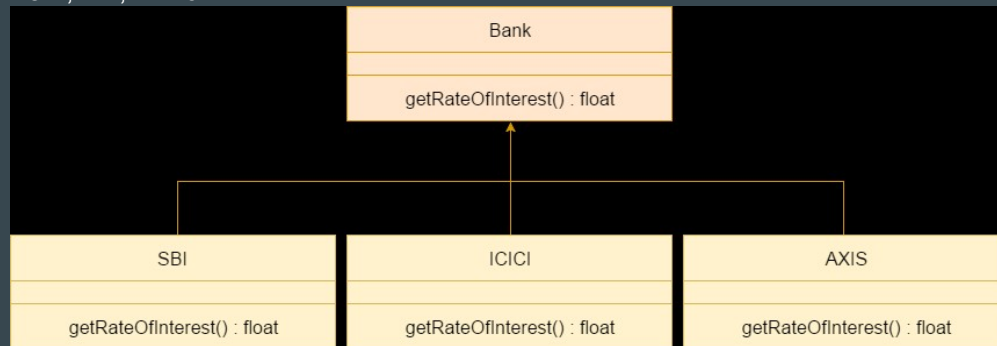 Bank
getRateOfInterest() : float
SBI
ICICI
AXIS
getRateOfInterest() : float
getRateOfInterest() : float
getRateOfInterest() : float